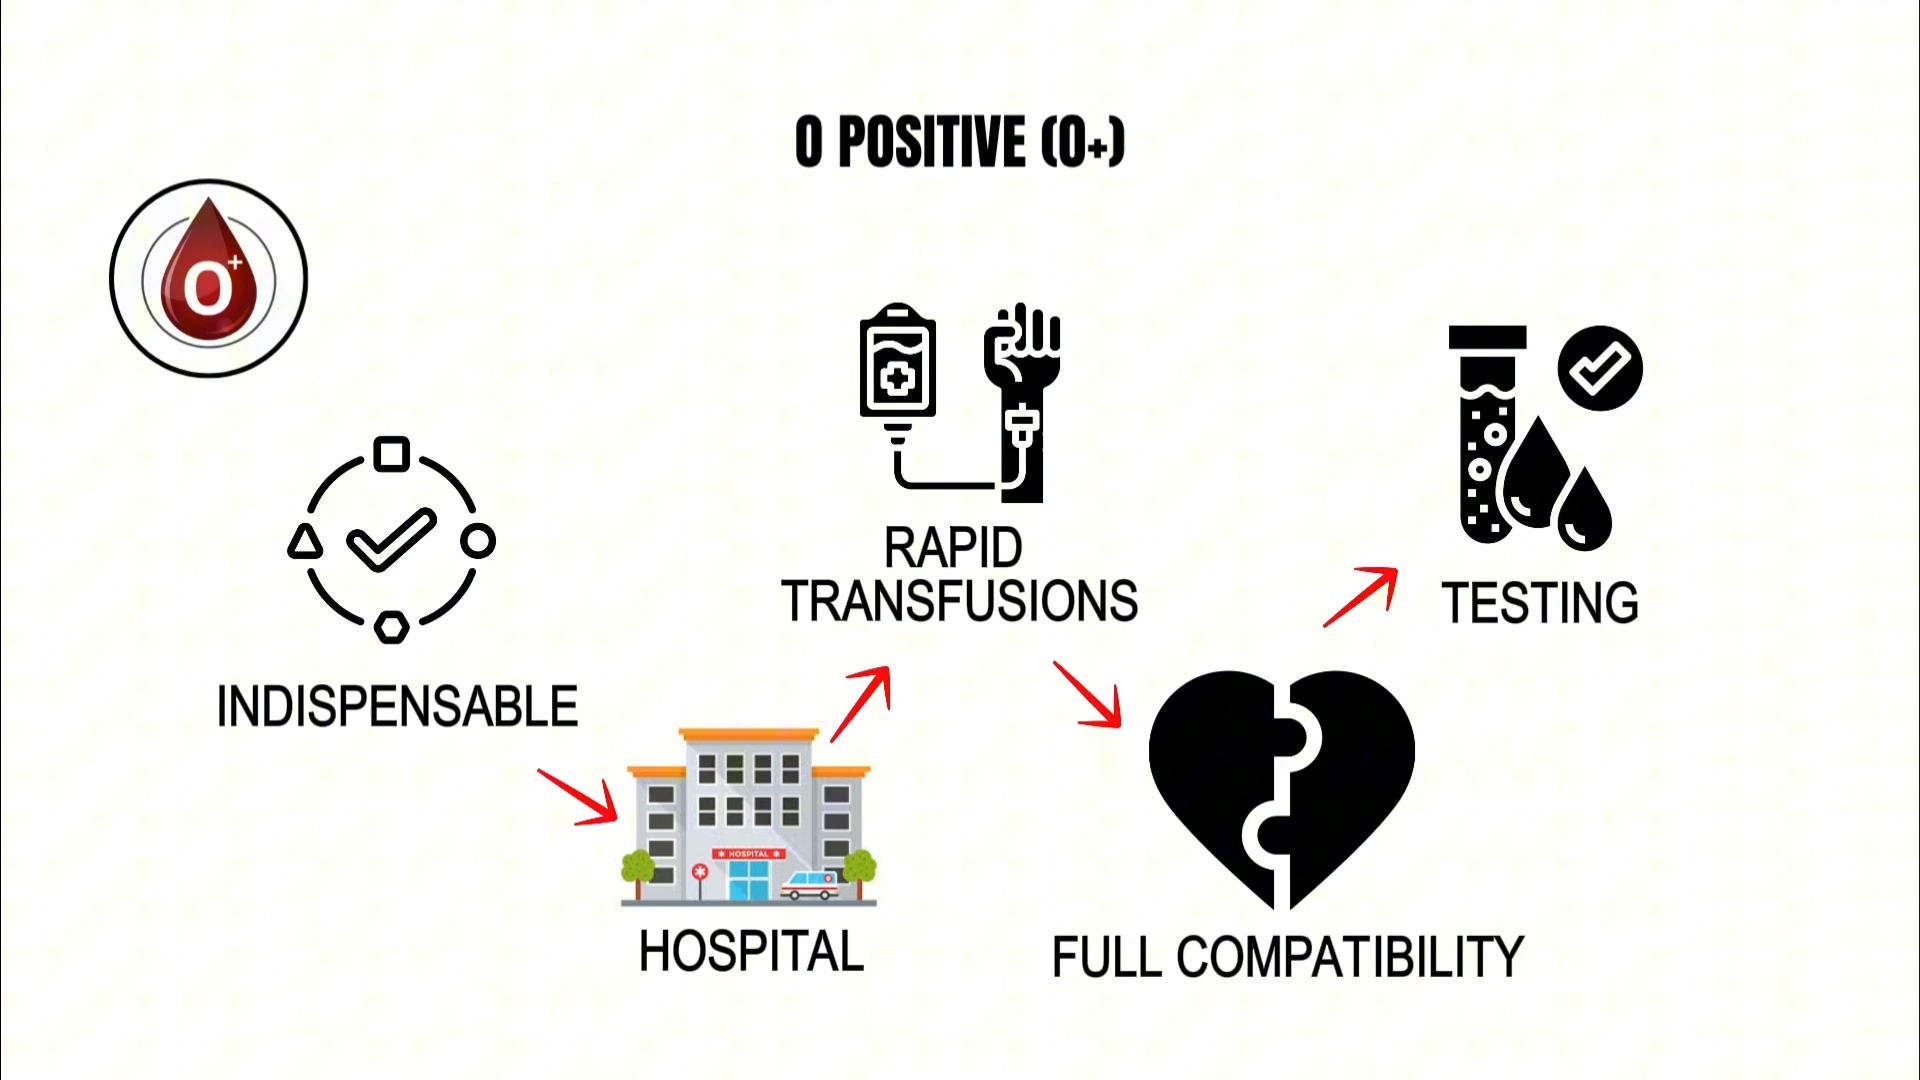 O POSITIVE (O+)
O+
INDISPENSABLE
HOSPITAL
HOSPITAL
RAPID
TRANSFUSIONS
FULL COMPATIBILITY
TESTING